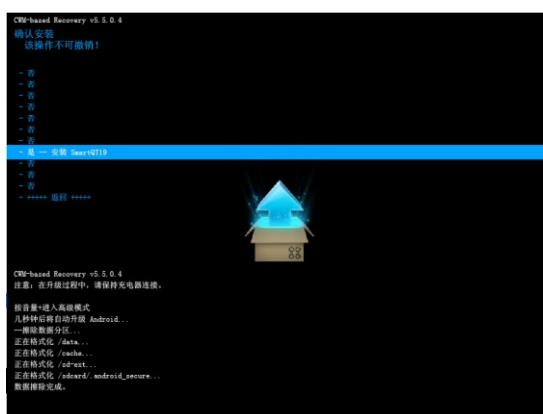 CWM-based Recovery v5.5.0.4
确认安装
该操作不可撤销!
- 否
- 否
- 否
- 否
- 否
- 否
- 否
- 是 -- 安装 SmartQT19
- 否
- 否
- 否
- +++++ 返回 +++++
CWM-based Recovery v5.5.0.4
注意: 在升级过程中, 请保持充电器连接。
按音量+进入高级模式
几秒钟后将自动升级 Android...
--擦除数据分区...
正在格式化 /data...
正在格式化 /cache...
正在格式化 /sd-ext...
正在格式化 /sdcard/.android_secure...
数据擦除完成。